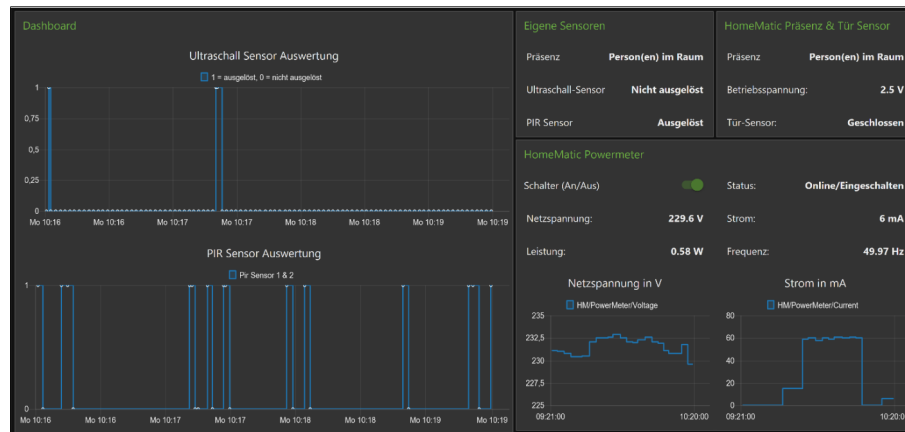 Dashboard
Ultraschall Sensor Auswertung
1 = ausgelöst, 0 = nicht ausgelöst
1
0,75
0,5
0,25
0
Mo 10:16 Mo 10:16 Mo 10:17 Mo 10:17 Mo 10:18 Mo 10:18 Mo 10:19 Mo 10:19
PIR Sensor Auswertung
Pir Sensor 1 & 2
1
0
Mo 10:16 Mo 10:16 Mo 10:17 Mo 10:17 Mo 10:18 Mo 10:18 Mo 10:19 Mo 10:19
Eigene Sensoren
Präsenz Person(en) im Raum
Ultraschall-Sensor Nicht ausgelöst
PIR Sensor Ausgelöst
HomeMatic Präsenz & Tür Sensor
Präsenz Person(en) im Raum
Betriebsspannung: 2.5 V
Tür-Sensor: Geschlossen
HomeMatic Powermeter
Schalter (An/Aus) Status: Online/Eingeschalten
Netzspannung: 229.6 V Strom: 6 mA
Leistung: 0.58 W Frequenz: 49.97 Hz
Netzspannung in V
HM/PowerMeter/Voltage
235
232,5
230
227,5
225
09:21:00 10:20:00
Strom in mA
HM/PowerMeter/Current
80
60
40
20
0
09:21:00 10:20:0